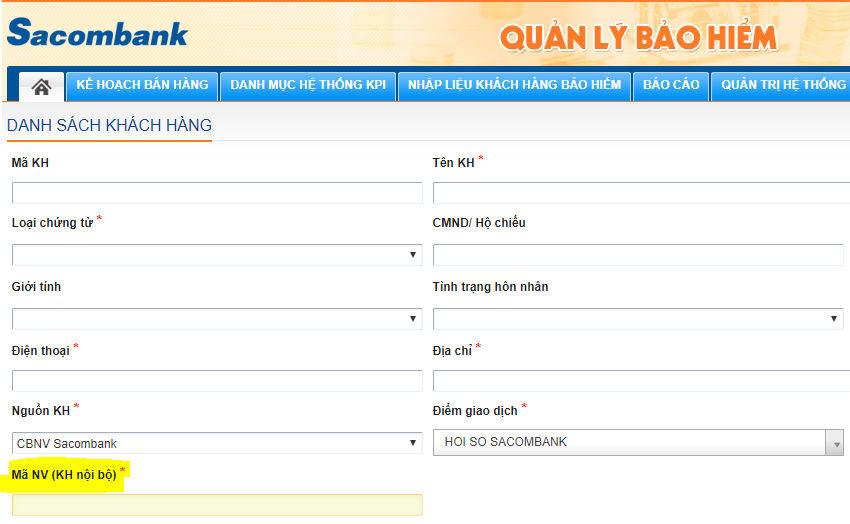 Sacombank
QUẢN LÝ BẢO HIỂM
KẾ HOẠCH BÁN HÀNG DANH MỤC HỆ THỐNG KPI NHẬP LIỆU KHÁCH HÀNG BẢO HIỂM BÁO CÁO QUẢN TRỊ HỆ THỐNG
DANH SÁCH KHÁCH HÀNG
Mã KH Tên KH *
Loại chứng từ * CMND/ Hộ chiếu
Giới tính Tình trạng hôn nhân
Điện thoại * Địa chỉ *
Nguồn KH * Điểm giao dịch *
CBNV Sacombank HOI SO SACOMBANK
Mã NV (KH nội bộ) *